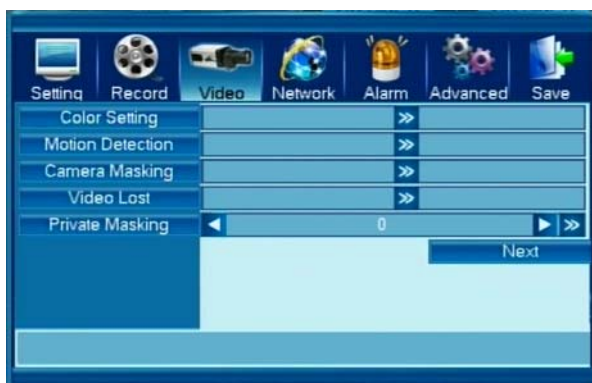 Setting Record Video Network Alarm Advanced Save
Color Setting »
Motion Detection »
Camera Masking »
Video Lost »
Private Masking ◀ 0 ▶ »
Next